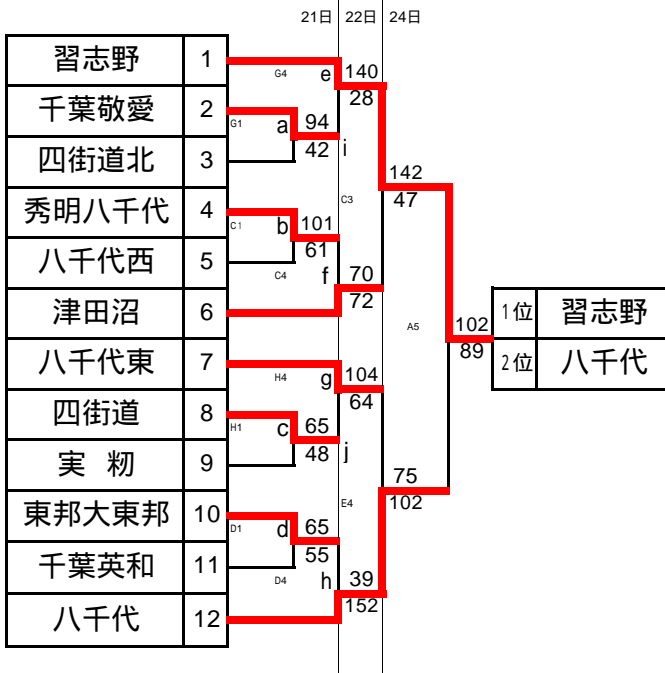 21日 22日 24日
習志野 1
G4 e 140
28
千葉敬愛 2
G1 a 94
42 i
四街道北 3
142
47
秀明八千代 4
C3
C1 b 101
61
八千代西 5
C4 f 70
72
津田沼 6
A5 102
89
1位 習志野
2位 八千代
八千代東 7
H4 g 104
64
四街道 8
H1 c 65
48 j
実 籾 9
75
102
東邦大東邦 10
E4
D1 d 65
55
千葉英和 11
D4 h 39
152
八千代 12